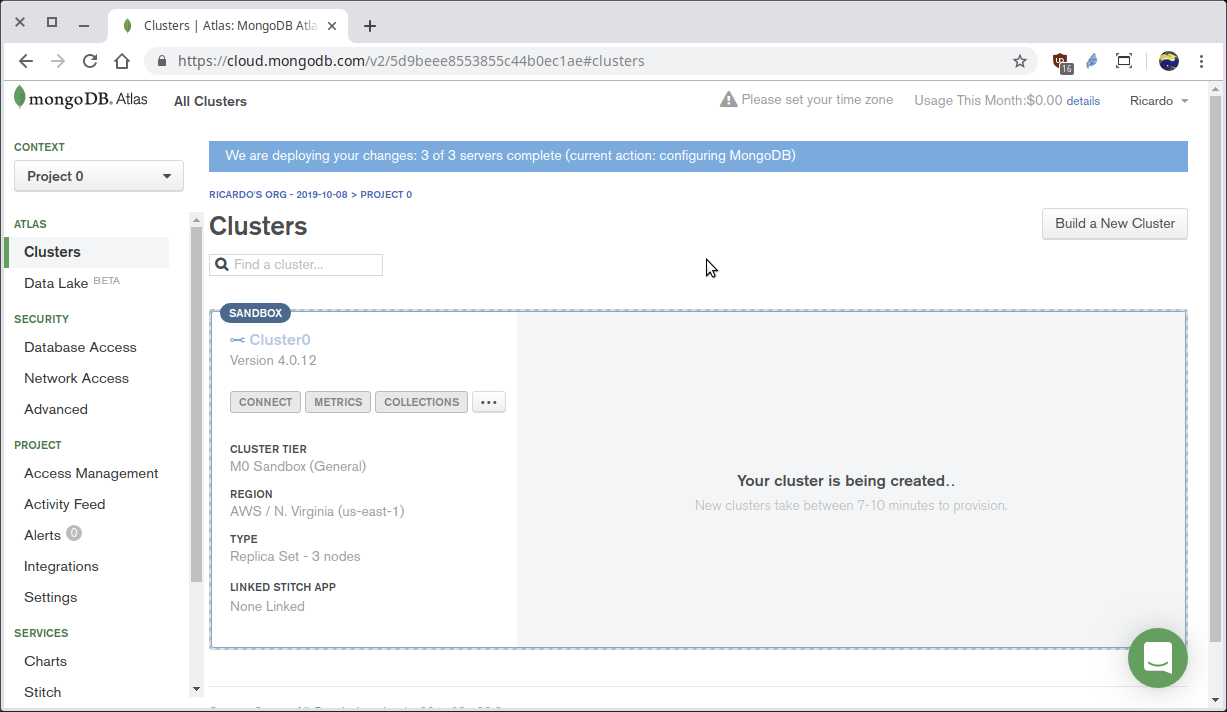 Clusters | Atlas: MongoDB Atla
https://cloud.mongodb.com/v2/5d9beee8553855c44b0ec1ae#clusters
16
mongoDB. Atlas
All Clusters
Please set your time zone
Usage This Month:$0.00 details
Ricardo
CONTEXT
Project 0
ATLAS
Clusters
Data Lake BETA
SECURITY
Database Access
Network Access
Advanced
PROJECT
Access Management
Activity Feed
Alerts 0
Integrations
Settings
SERVICES
Charts
Stitch
We are deploying your changes: 3 of 3 servers complete (current action: configuring MongoDB)
RICARDO'S ORG - 2019-10-08 > PROJECT 0
Clusters
Build a New Cluster
Find a cluster...
SANDBOX
Cluster0
Version 4.0.12
CONNECT
METRICS
COLLECTIONS
...
CLUSTER TIER
M0 Sandbox (General)
REGION
AWS / N. Virginia (us-east-1)
TYPE
Replica Set - 3 nodes
LINKED STITCH APP
None Linked
Your cluster is being created..
New clusters take between 7-10 minutes to provision.